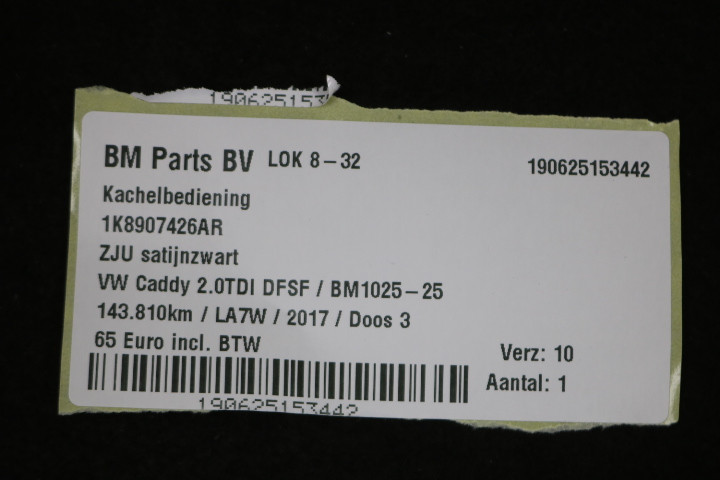 190625153
BM Parts BV LOK 8-32 190625153442
Kachelbediening
1K8907426AR
ZJU satijnzwart
VW Caddy 2.0TDI DFSF / BM1025-25
143.810km / LA7W / 2017 / Doos 3
65 Euro incl. BTW
Verz: 10
Aantal: 1
190625153442